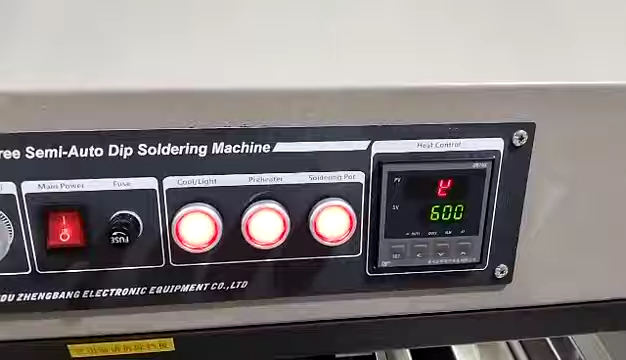 ree Semi-Auto Dip Soldering Machine
Heat Control
Main Power
Fuse
Cool/Light
Preheater
Soldering Pot
PV
SV
600
FUSE
SET
OU ZHENGBANG ELECTRONIC EQUIPMENT CO.,LTD